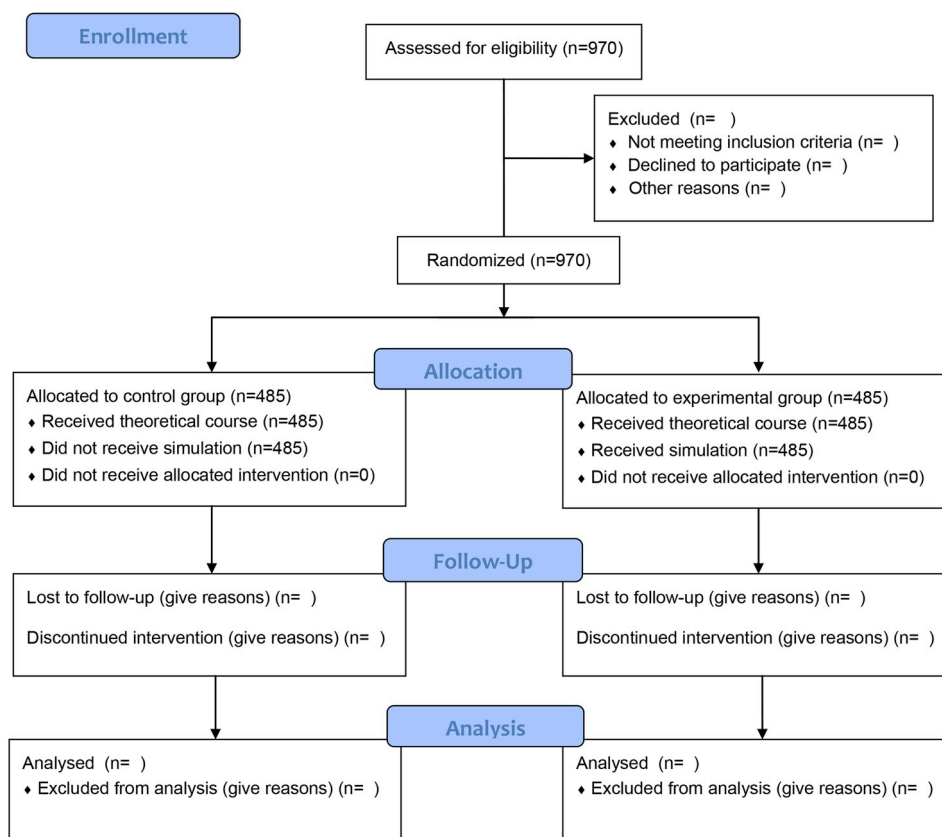 Enrollment
Assessed for eligibility (n=970)
Excluded (n=  )
♦ Not meeting inclusion criteria (n=  )
♦ Declined to participate (n=  )
♦ Other reasons (n=  )
Randomized (n=970)
Allocation
Allocated to control group (n=485)
♦ Received theoretical course (n=485)
♦ Did not receive simulation (n=485)
♦ Did not receive allocated intervention (n=0)
Allocated to experimental group (n=485)
♦ Received theoretical course (n=485)
♦ Received simulation (n=485)
♦ Did not receive allocated intervention (n=0)
Follow-Up
Lost to follow-up (give reasons) (n=  )
Discontinued intervention (give reasons) (n=  )
Lost to follow-up (give reasons) (n=  )
Discontinued intervention (give reasons) (n=  )
Analysis
Analysed (n=  )
♦ Excluded from analysis (give reasons) (n=  )
Analysed (n=  )
♦ Excluded from analysis (give reasons) (n=  )